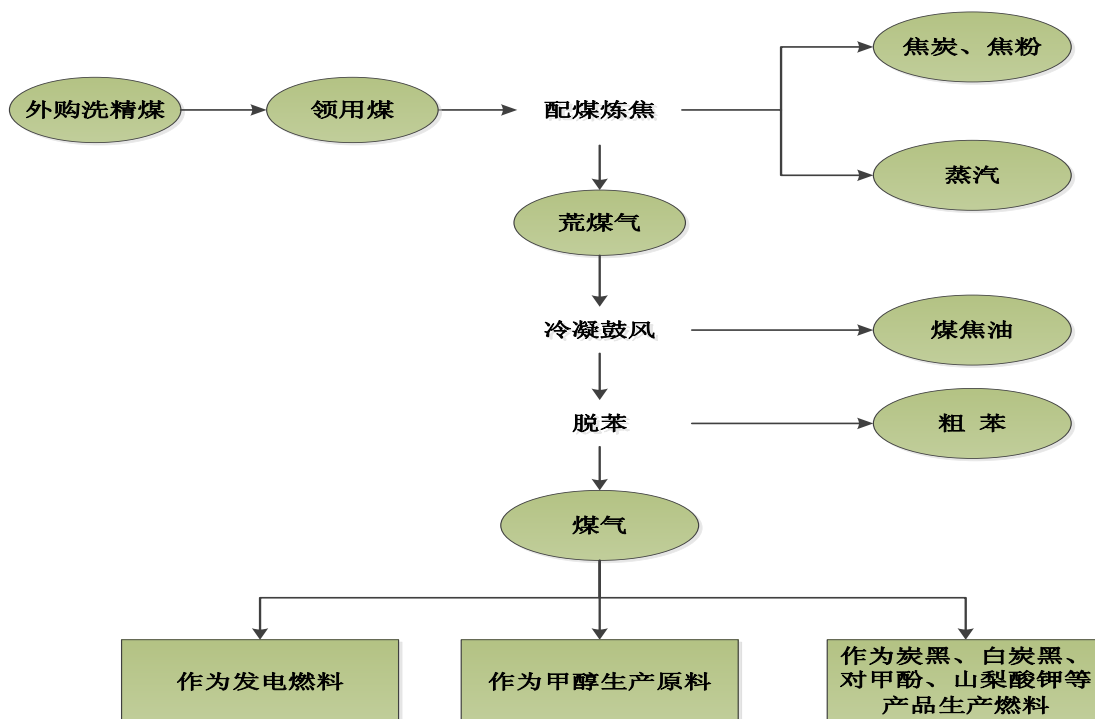 焦炭、焦粉
外购洗精煤
领用煤
配煤炼焦
蒸汽
荒煤气
冷凝鼓风
煤焦油
脱苯
粗 苯
煤气
作为发电燃料
作为甲醇生产原料
作为炭黑、白炭黑、
对甲酚、山梨酸钾等
产品生产燃料